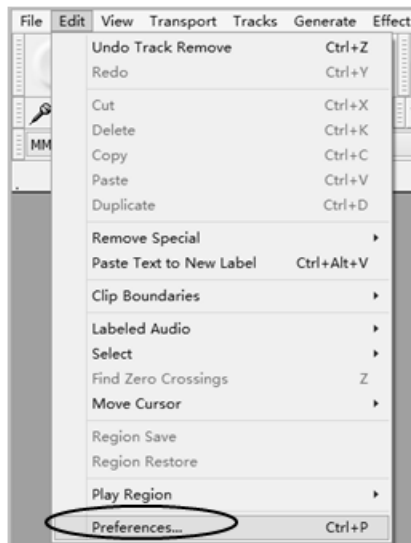 File Edit View Transport Tracks Generate Effect
Undo Track Remove Ctrl+Z
Redo Ctrl+Y
Cut Ctrl+X
Delete Ctrl+K
Copy Ctrl+C
Paste Ctrl+V
Duplicate Ctrl+D
Remove Special
Paste Text to New Label Ctrl+Alt+V
Clip Boundaries
Labeled Audio
Select
Find Zero Crossings Z
Move Cursor
Region Save
Region Restore
Play Region
Preferences... Ctrl+P